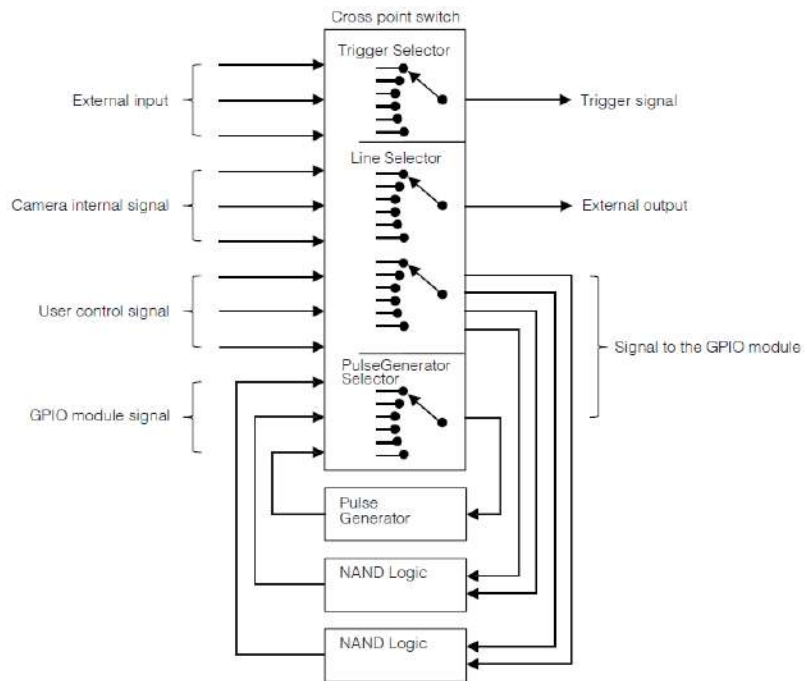 Cross point switch
Trigger Selector
External input
Trigger signal
Line Selector
Camera internal signal
External output
User control signal
Signal to the GPIO module
PulseGenerator
Selector
GPIO module signal
Pulse
Generator
NAND Logic
NAND Logic